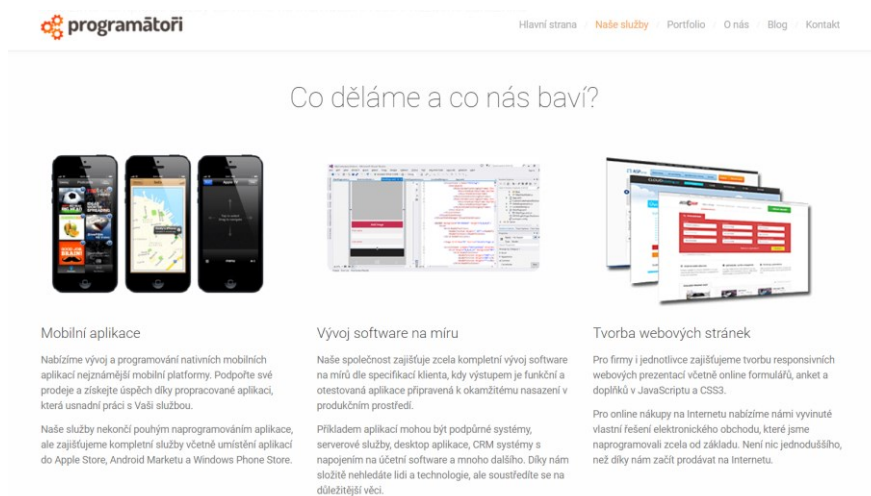 programātoři
Hlavní strana / Naše služby / Portfolio / O nás / Blog / Kontakt
Co děláme a co nás baví?
Mobilní aplikace
Nabízíme vývoj a programování nativních mobilních
aplikací nejznámější mobilní platformy. Podpořte své
prodeje a získejte úspěch díky propracované aplikaci,
která usnadní práci s Vaši službou.
Naše služby nekončí pouhým naprogramováním aplikace,
ale zajišťujeme kompletní služby včetně umístění aplikací
do Apple Store, Android Marketu a Windows Phone Store.
Vývoj software na míru
Naše společnost zajišťuje zcela kompletní vývoj software
na mírů dle specifikací klienta, kdy výstupem je funkční a
otestovaná aplikace připravená k okamžitému nasazení v
produkčním prostředí.
Příkladem aplikací mohou být podpůrné systémy,
serverové služby, desktop aplikace, CRM systémy s
napojením na účetní software a mnoho dalšího. Díky nám
složitě nehledáte lidi a technologie, ale soustředíte se na
důležitější věci.
Tvorba webových stránek
Pro firmy i jednotlivce zajišťujeme tvorbu responsivních
webových prezentací včetně online formulářů, anket a
doplňků v JavaScriptu a CSS3.
Pro online nákupy na Internetu nabízíme námi vyvinuté
vlastní řešení elektronického obchodu, které jsme
naprogramovali zcela od základu. Není nic jednoduššího,
než díky nám začít prodávat na Internetu.